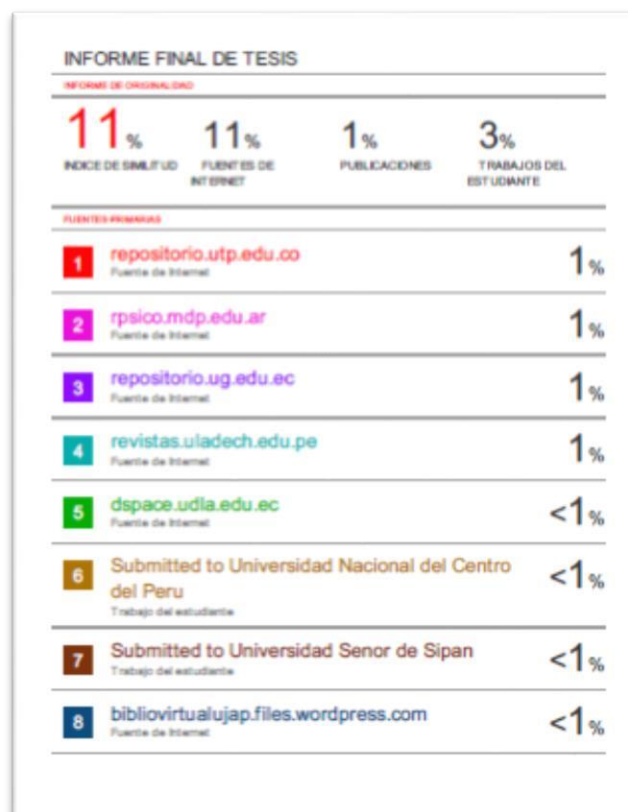 INFORME FINAL DE TESIS
INFORME DE ORIGINALIDAD
11% 11% 1% 3%
INDICE DE SIMILITUD FUENTES DE INTERNET PUBLICACIONES TRABAJOS DEL ESTUDIANTE
FUENTES PRIMARIAS
1 repositorio.utp.edu.co 1%
Fuente de Internet
2 rpsico.mdp.edu.ar 1%
Fuente de Internet
3 repositorio.ug.edu.ec 1%
Fuente de Internet
4 revistas.uladech.edu.pe 1%
Fuente de Internet
5 dspace.udla.edu.ec <1%
Fuente de Internet
6 Submitted to Universidad Nacional del Centro <1%
del Peru
Trabajo del estudiante
7 Submitted to Universidad Senor de Sipan <1%
Trabajo del estudiante
8 bibliovirtualujap.files.wordpress.com <1%
Fuente de Internet